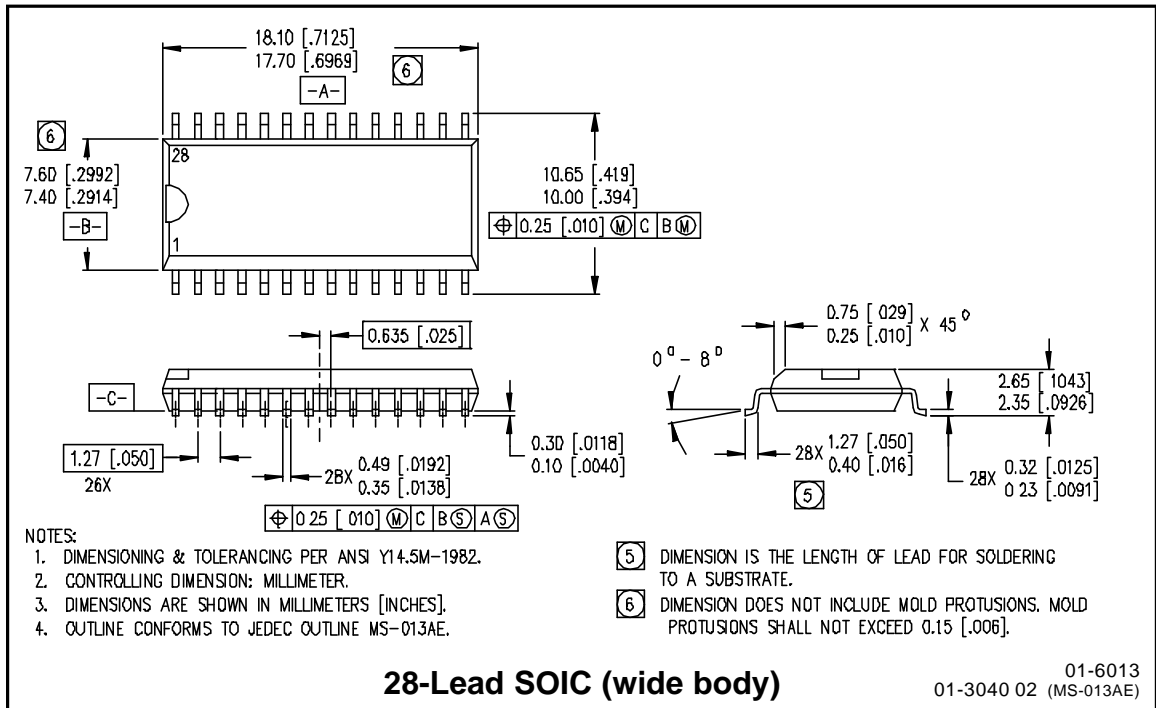 18.10 [.7125]
17.70 [.6969]
6
-A-
6
7.60 [.2992]
7.40 [.2914]
-B-
28
1
10.65 [.419]
10.00 [.394]
⌖ 0.25 [.010] Ⓜ C B Ⓜ
0.635 [.025]
-C-
1.27 [.050]
26X
28X 0.49 [.0192]
0.35 [.0138]
0.30 [.0118]
0.10 [.0040]
⌖ 0 25 [ 010] Ⓜ C B Ⓢ A Ⓢ
0.75 [ 029]
0.25 [.010] X 45°
0° - 8°
2.65 [ 1043]
2.35 [.0926]
28X 1.27 [.050]
0.40 [.016]
5
28X 0.32 [.0125]
0 23 [.0091]
NOTES:
1. DIMENSIONING & TOLERANCING PER ANSI Y14.5M-1982.
2. CONTROLLING DIMENSION: MILLIMETER.
3. DIMENSIONS ARE SHOWN IN MILLIMETERS [INCHES].
4. OUTLINE CONFORMS TO JEDEC OUTLINE MS-013AE.
5 DIMENSION IS THE LENGTH OF LEAD FOR SOLDERING
TO A SUBSTRATE.
6 DIMENSION DOES NOT INCLUDE MOLD PROTUSIONS. MOLD
PROTUSIONS SHALL NOT EXCEED 0.15 [.006].
28-Lead SOIC (wide body)
01-6013
01-3040 02 (MS-013AE)